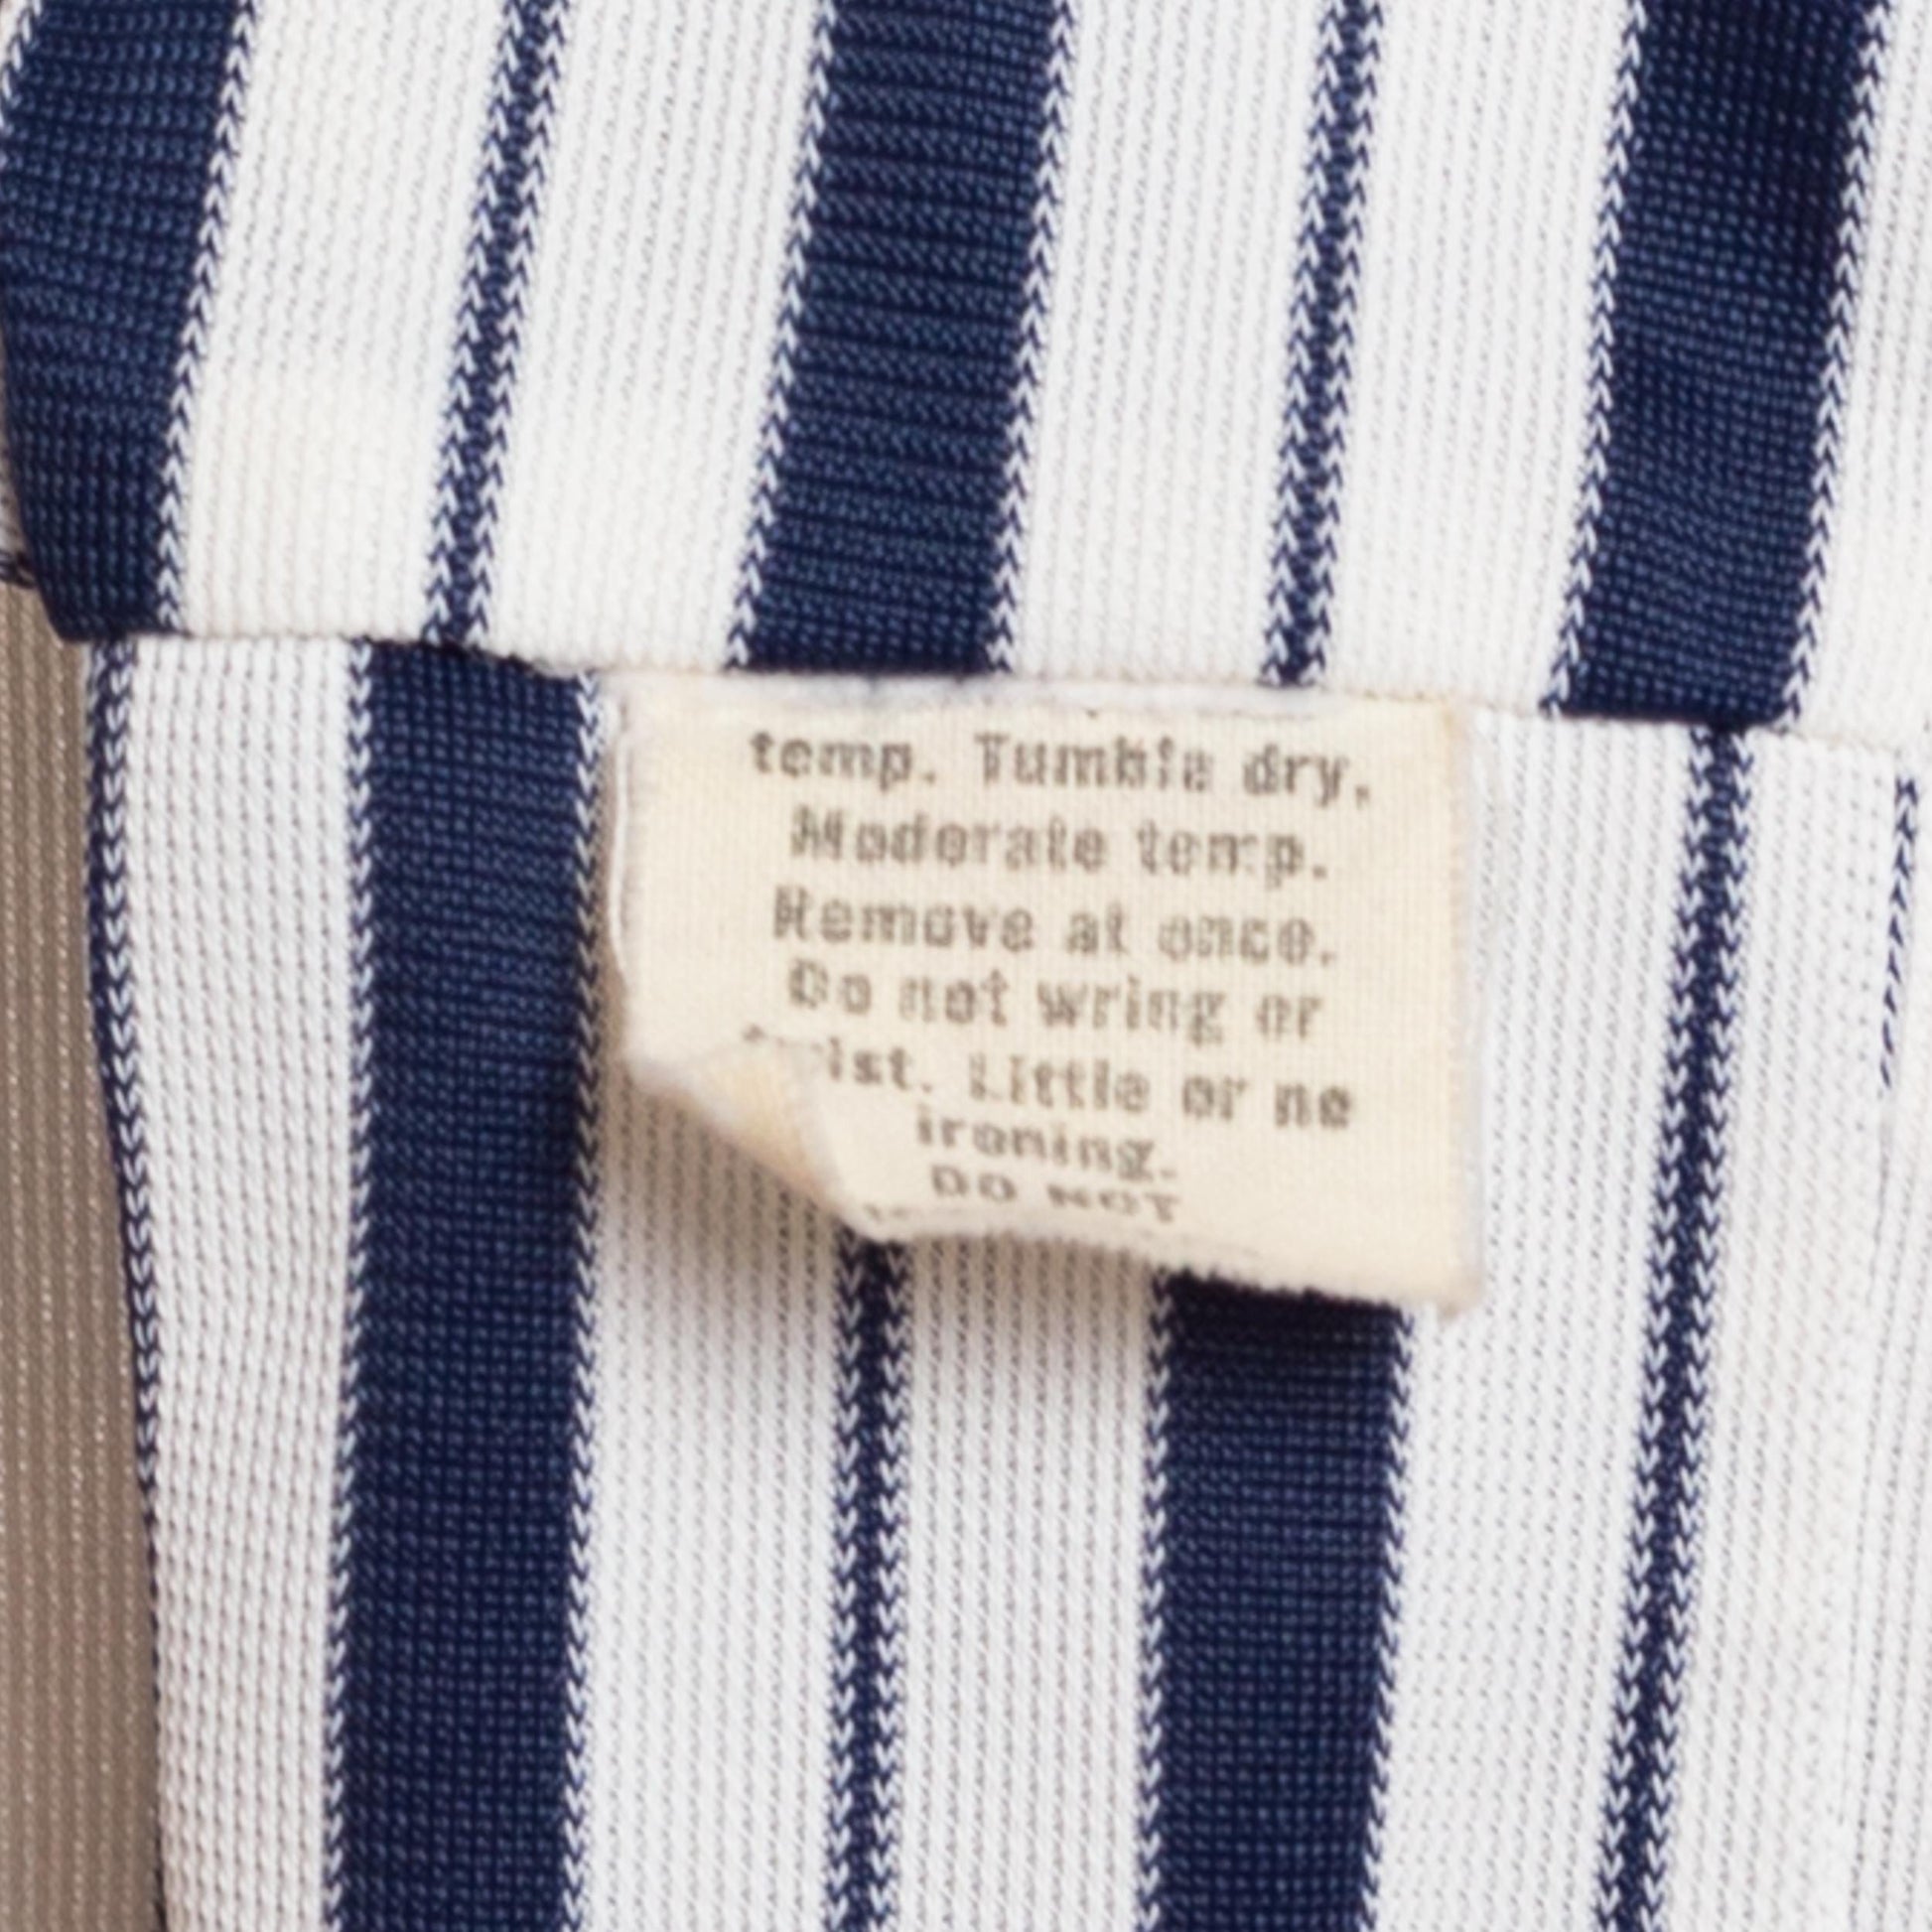 temp. Tumble dry,
Moderate temp.
Remove at once.
Do not wring or
twist. Little or no
ironing.
DO NOT